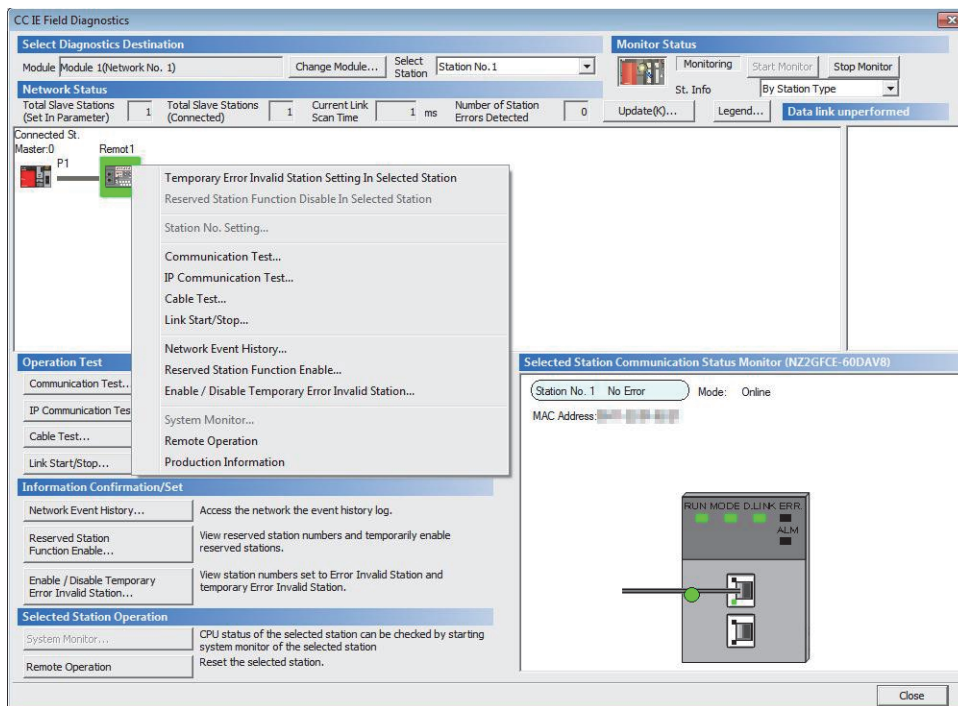 CC IE Field Diagnostics
Select Diagnostics Destination
Module Module 1(Network No. 1) Change Module... Select Station Station No.1
Monitor Status
Monitoring Start Monitor Stop Monitor
St. Info By Station Type
Network Status
Total Slave Stations (Set In Parameter) 1 Total Slave Stations (Connected) 1 Current Link Scan Time 1 ms Number of Station Errors Detected 0
Update(K)... Legend... Data link unperformed
Connected St.
Master:0 Remot1
P1
Temporary Error Invalid Station Setting In Selected Station
Reserved Station Function Disable In Selected Station
Station No. Setting...
Communication Test...
IP Communication Test...
Cable Test...
Link Start/Stop...
Network Event History...
Reserved Station Function Enable...
Enable / Disable Temporary Error Invalid Station...
System Monitor...
Remote Operation
Production Information
Operation Test
Communication Test..
IP Communication Tes
Cable Test...
Link Start/Stop...
Information Confirmation/Set
Network Event History... Access the network the event history log.
Reserved Station
Function Enable...
View reserved station numbers and temporarily enable
reserved stations.
Enable / Disable Temporary
Error Invalid Station...
View station numbers set to Error Invalid Station and
temporary Error Invalid Station.
Selected Station Operation
System Monitor... CPU status of the selected station can be checked by starting
system monitor of the selected station
Remote Operation Reset the selected station.
Selected Station Communication Status Monitor (NZ2GFCE-60DAV8)
Station No. 1 No Error Mode: Online
MAC Address:
RUN MODE D.LINK ERR.
ALM
Close